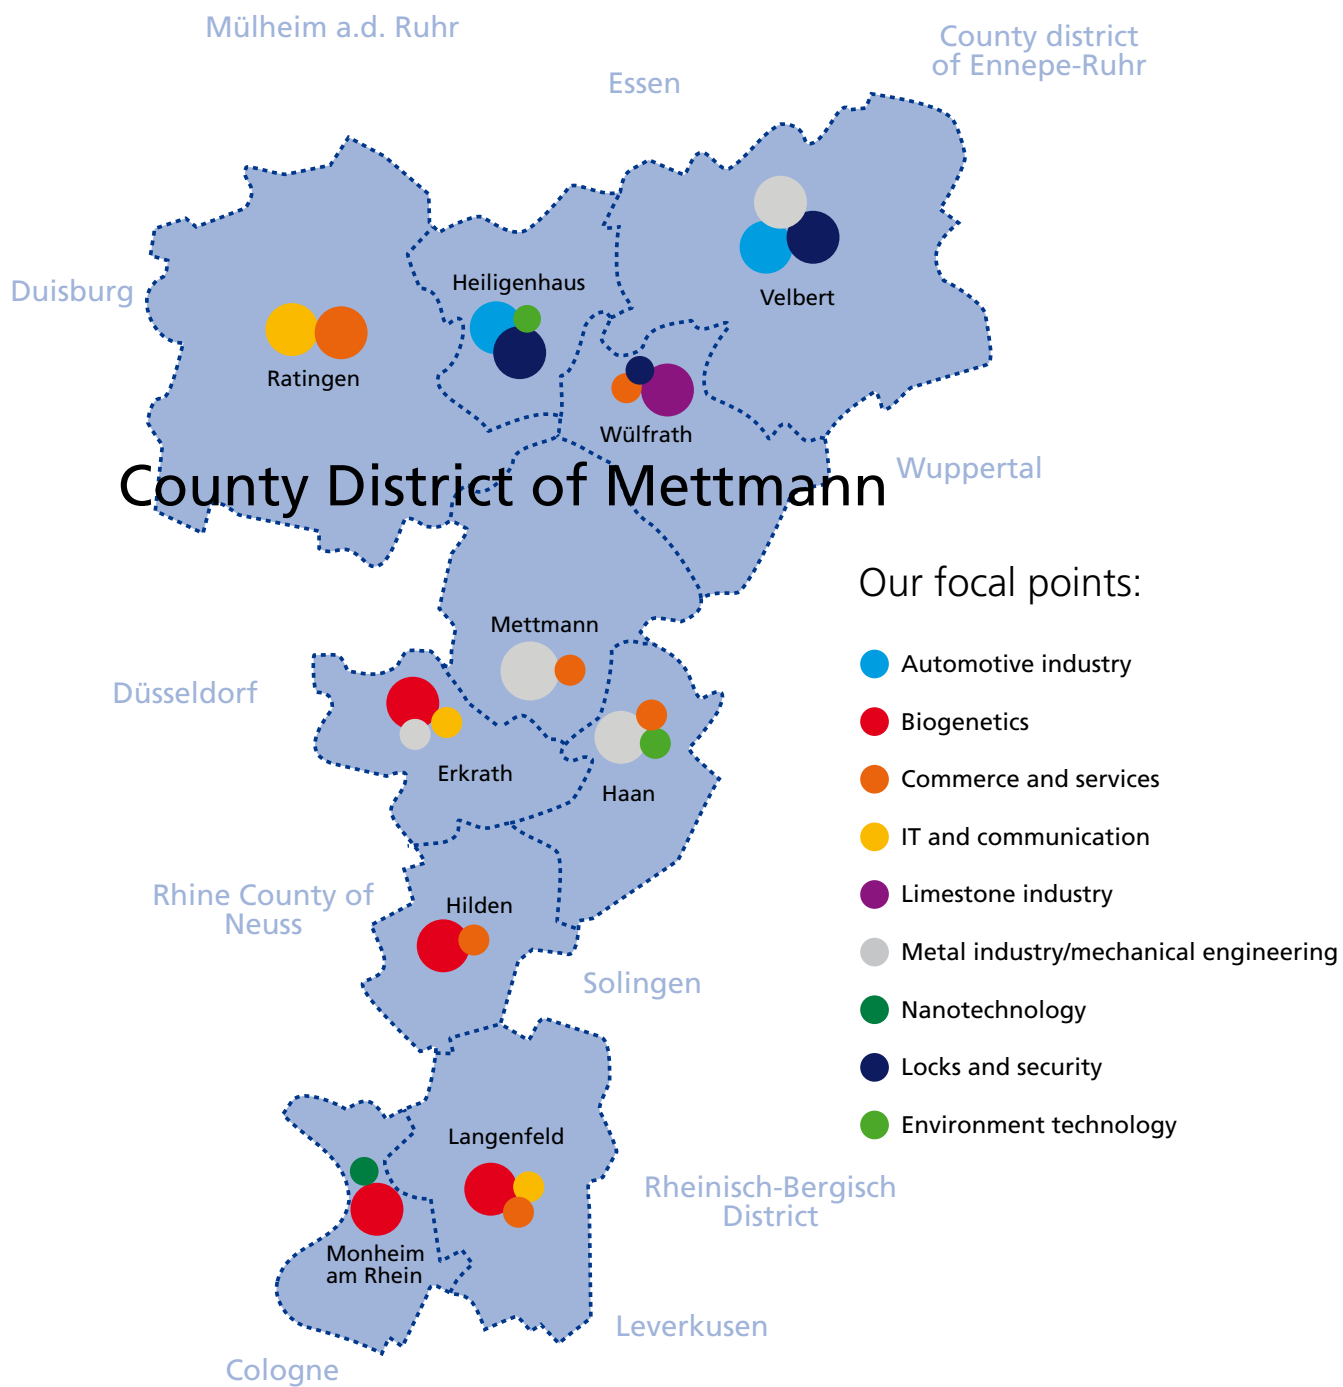 Mülheim a.d. Ruhr
County district
of Ennepe-Ruhr
Essen
Duisburg
Heiligenhaus
Velbert
Ratingen
Wülfrath
Wuppertal
County District of Mettmann
Our focal points:
Mettmann
Automotive industry
Düsseldorf
Biogenetics
Erkrath
Commerce and services
Haan
IT and communication
Rhine County of
Neuss
Limestone industry
Hilden
Metal industry/mechanical engineering
Solingen
Nanotechnology
Locks and security
Langenfeld
Environment technology
Rheinisch-Bergisch
District
Monheim
am Rhein
Leverkusen
Cologne